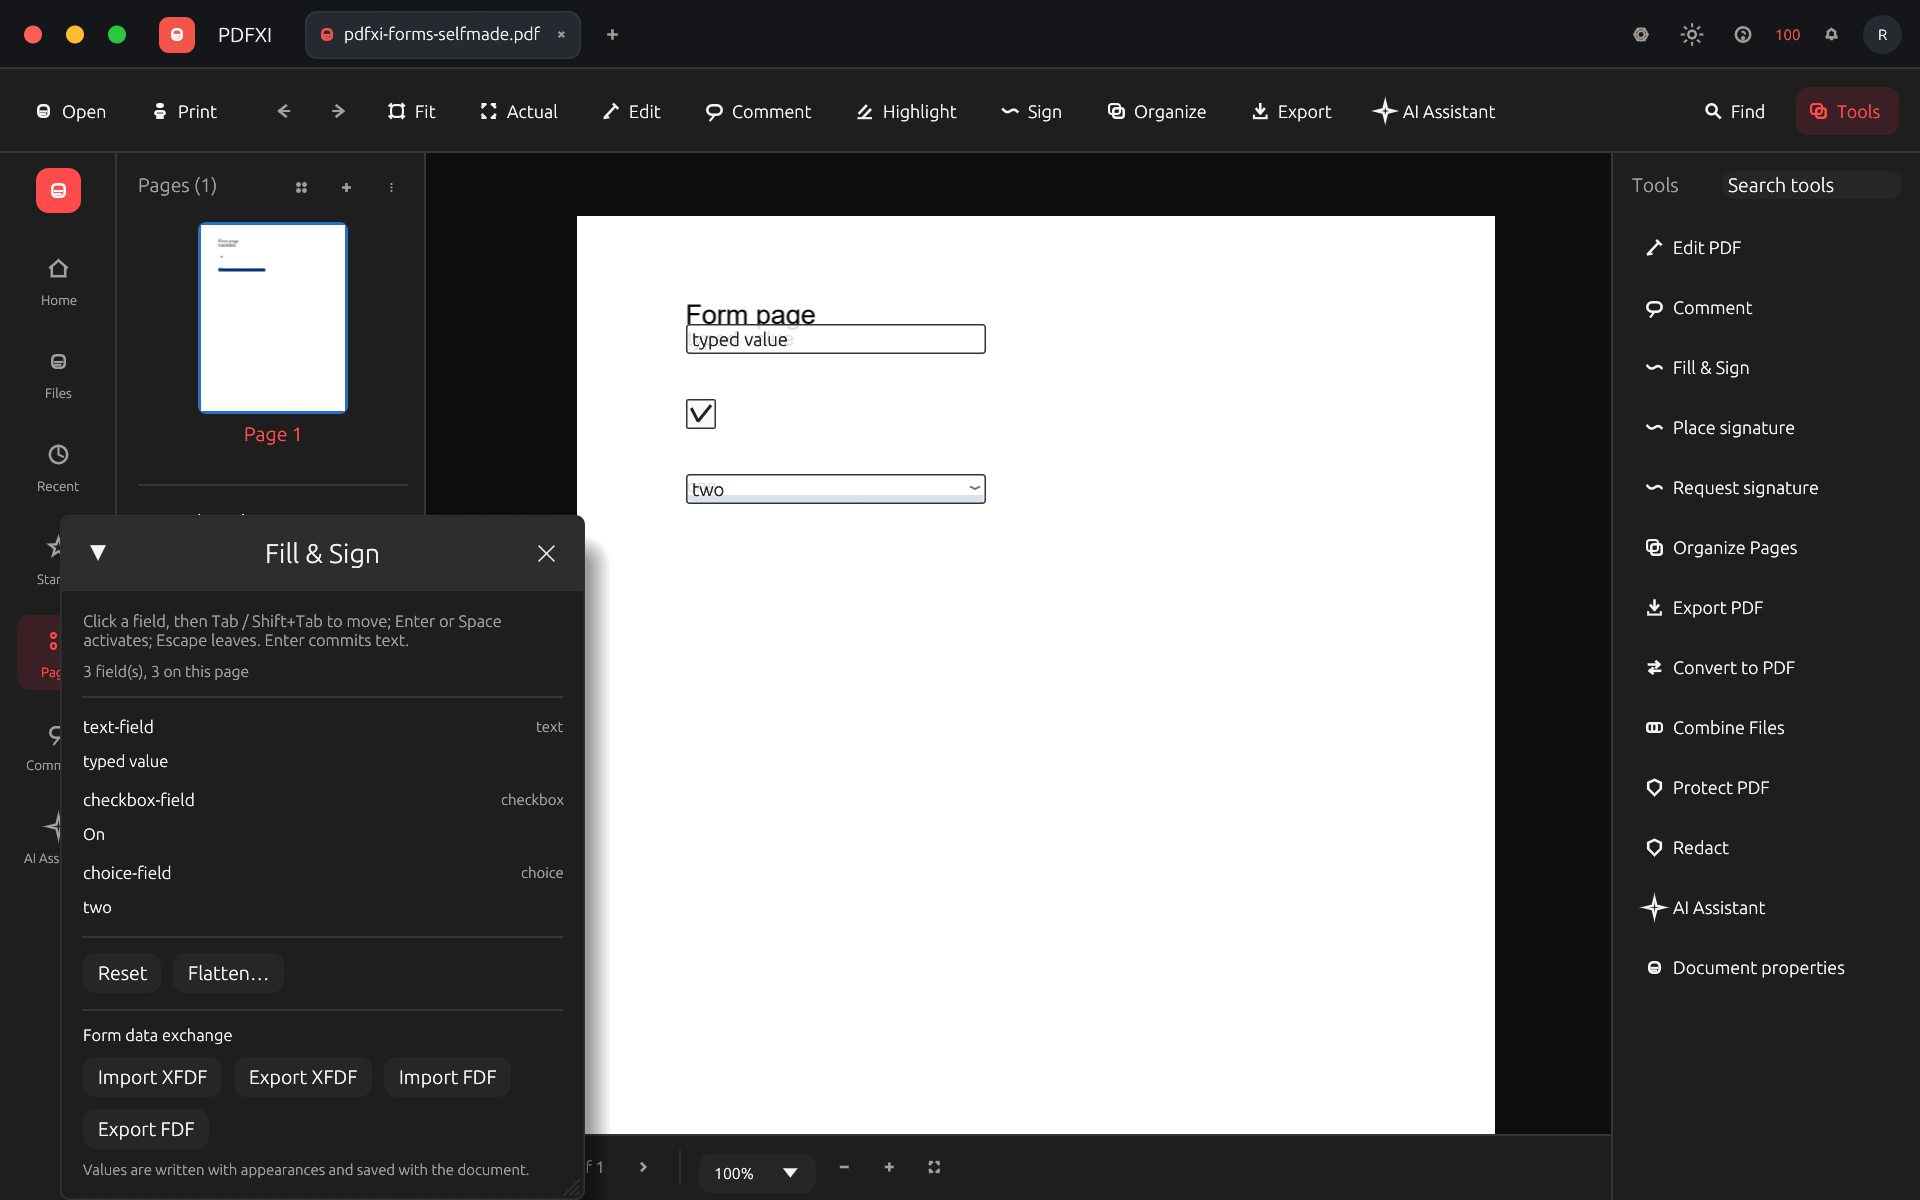 PDFXI
pdfxi-forms-selfmade.pdf
100
R
Open
Print
Fit
Actual
Edit
Comment
Highlight
Sign
Organize
Export
AI Assistant
Find
Tools
Home
Files
Recent
Pages (1)
Page 1
Form page
typed value
two
Fill & Sign
Click a field, then Tab / Shift+Tab to move; Enter or Space
activates; Escape leaves. Enter commits text.
3 field(s), 3 on this page
text-field text
typed value
checkbox-field checkbox
On
choice-field choice
two
Reset Flatten…
Form data exchange
Import XFDF Export XFDF Import FDF
Export FDF
Values are written with appearances and saved with the document.
1
100%
Tools
Search tools
Edit PDF
Comment
Fill & Sign
Place signature
Request signature
Organize Pages
Export PDF
Convert to PDF
Combine Files
Protect PDF
Redact
AI Assistant
Document properties